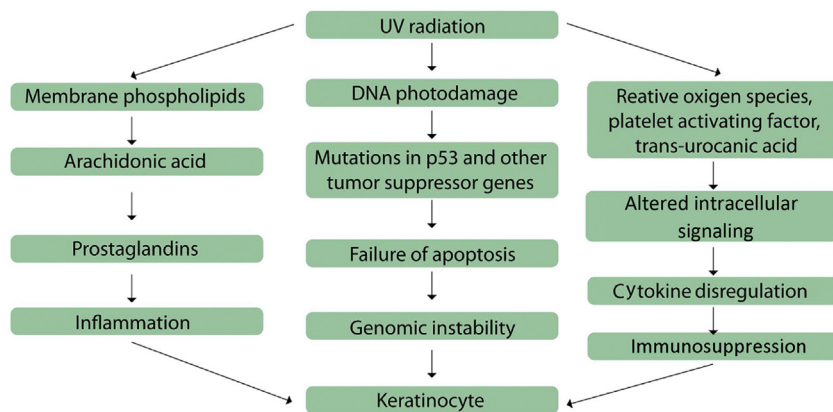 UV radiation
Membrane phospholipids
Arachidonic acid
Prostaglandins
Inflammation
DNA photodamage
Mutations in p53 and other
tumor suppressor genes
Failure of apoptosis
Genomic instability
Reative oxigen species,
platelet activating factor,
trans-urocanic acid
Altered intracellular
signaling
Cytokine disregulation
Immunosuppression
Keratinocyte